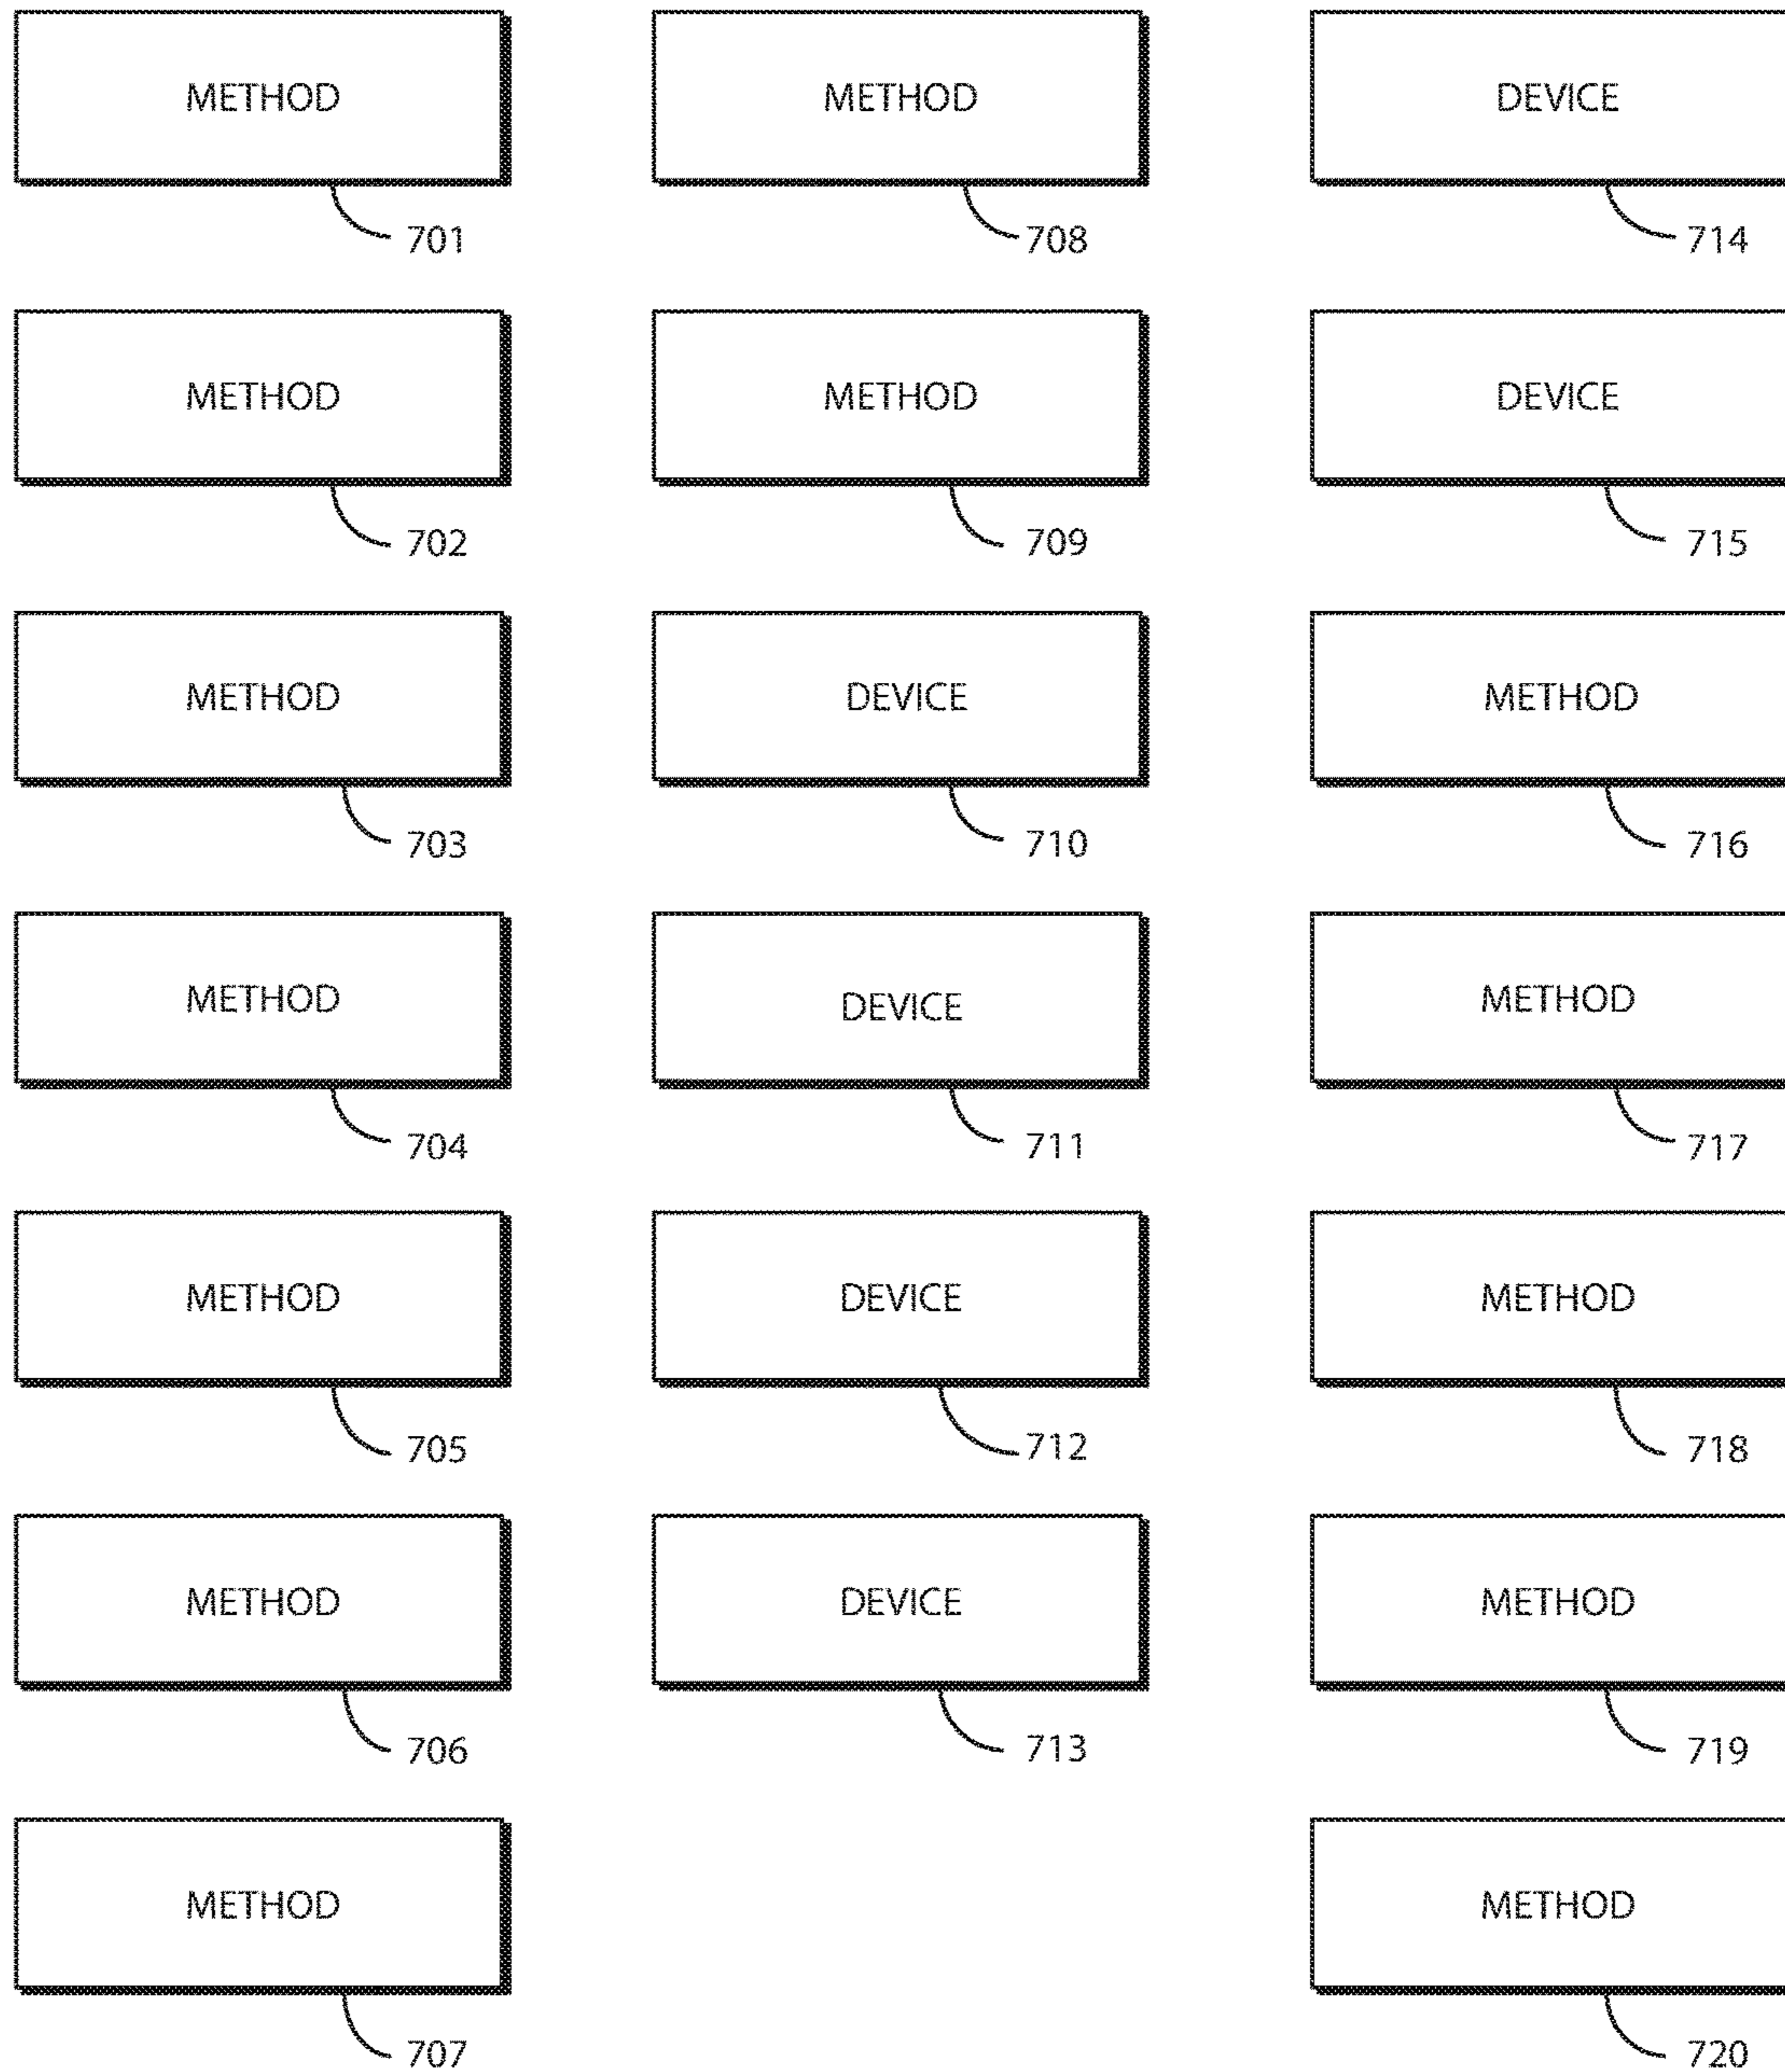 METHOD
701
METHOD
702
METHOD
703
METHOD
704
METHOD
705
METHOD
706
METHOD
707
METHOD
708
METHOD
709
DEVICE
710
DEVICE
711
DEVICE
712
DEVICE
713
DEVICE
714
DEVICE
715
METHOD
716
METHOD
717
METHOD
718
METHOD
719
METHOD
720